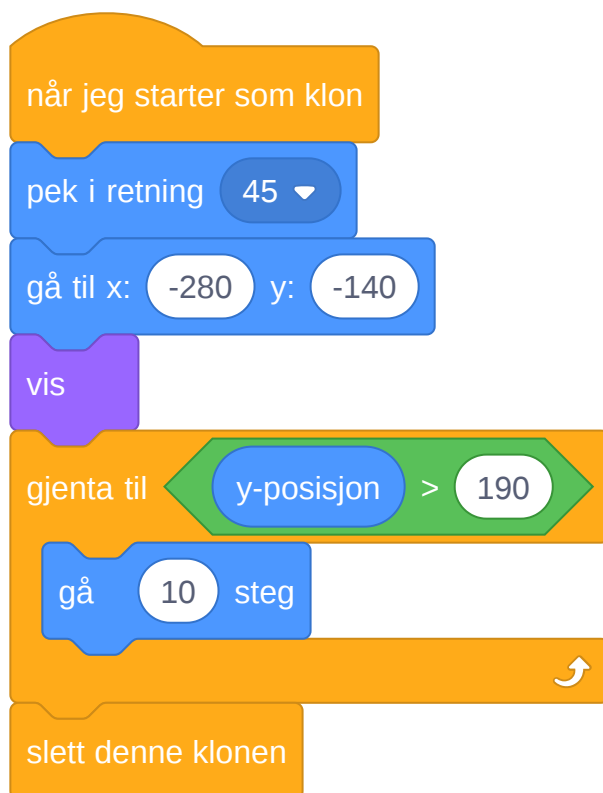 når jeg starter som klon
pek i retning 45
gå til x: -280 y: -140
vis
gjenta til y-posisjon > 190
gå 10 steg
slett denne klonen